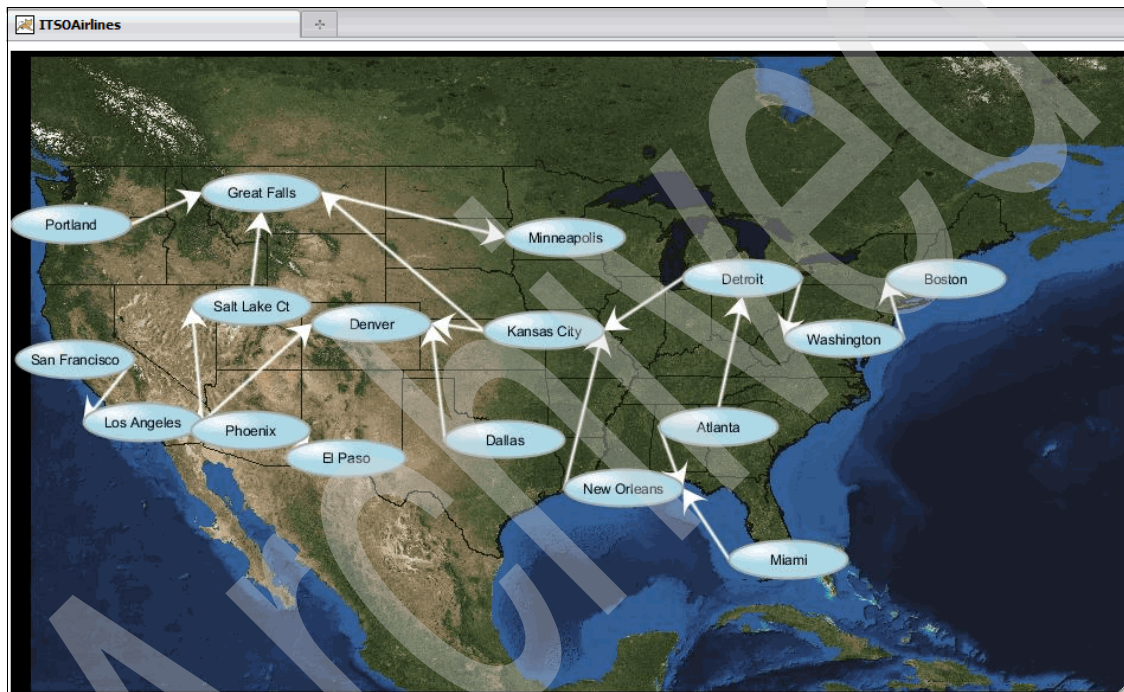 ITSOAirlines
Great Falls
Portland
Minneapolis
Detroit
Boston
Salt Lake Ct
Denver
Kansas City
Washington
San Francisco
Los Angeles
Phoenix
Atlanta
Dallas
El Paso
New Orleans
Miami
Archived